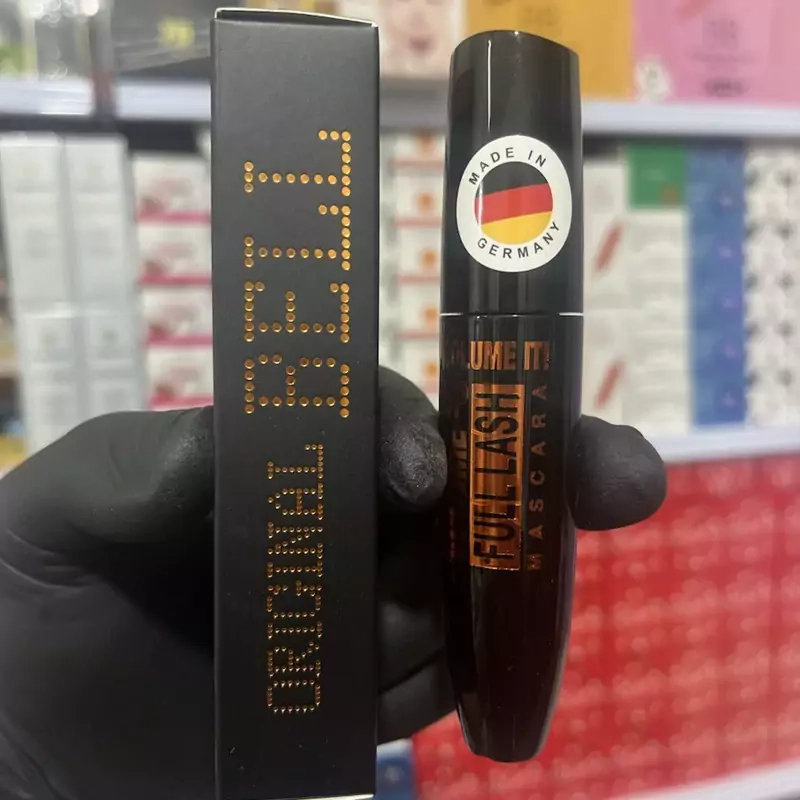 ORIGINAL BELL
MADE IN
GERMANY
LUME IT!
FULL LASH
MASCARA